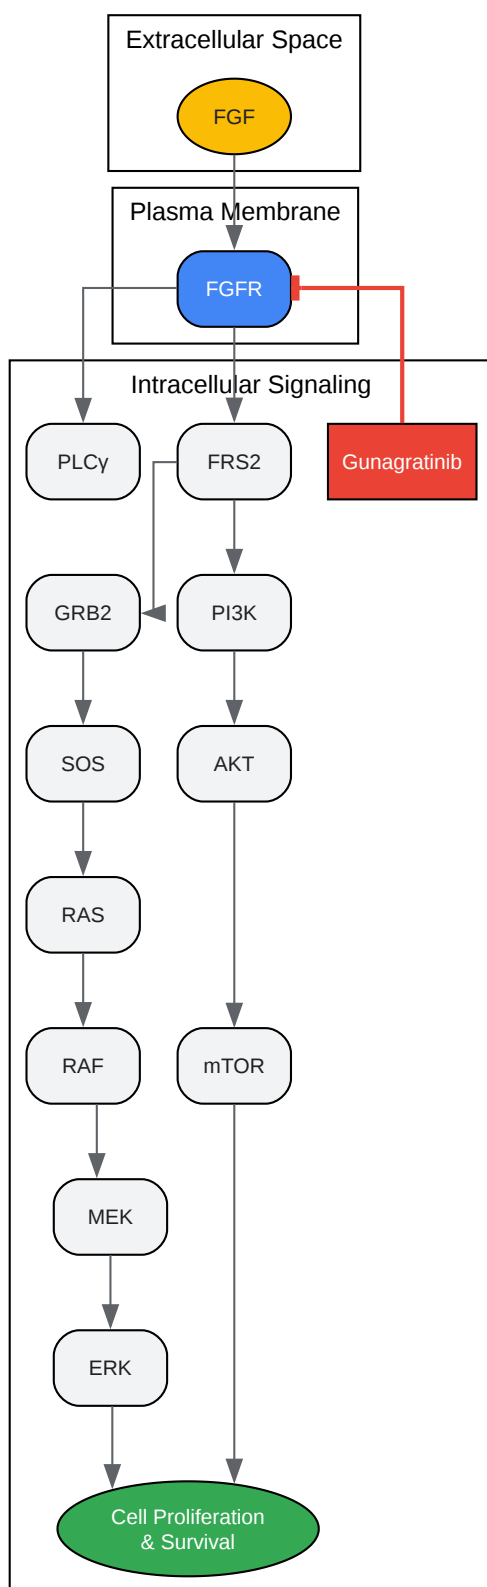 Extracellular Space
FGF
Plasma Membrane
FGFR
Intracellular Signaling
PLCγ
FRS2
Gunagratinib
GRB2
PI3K
SOS
AKT
RAS
RAF
mTOR
MEK
ERK
Cell Proliferation
& Survival